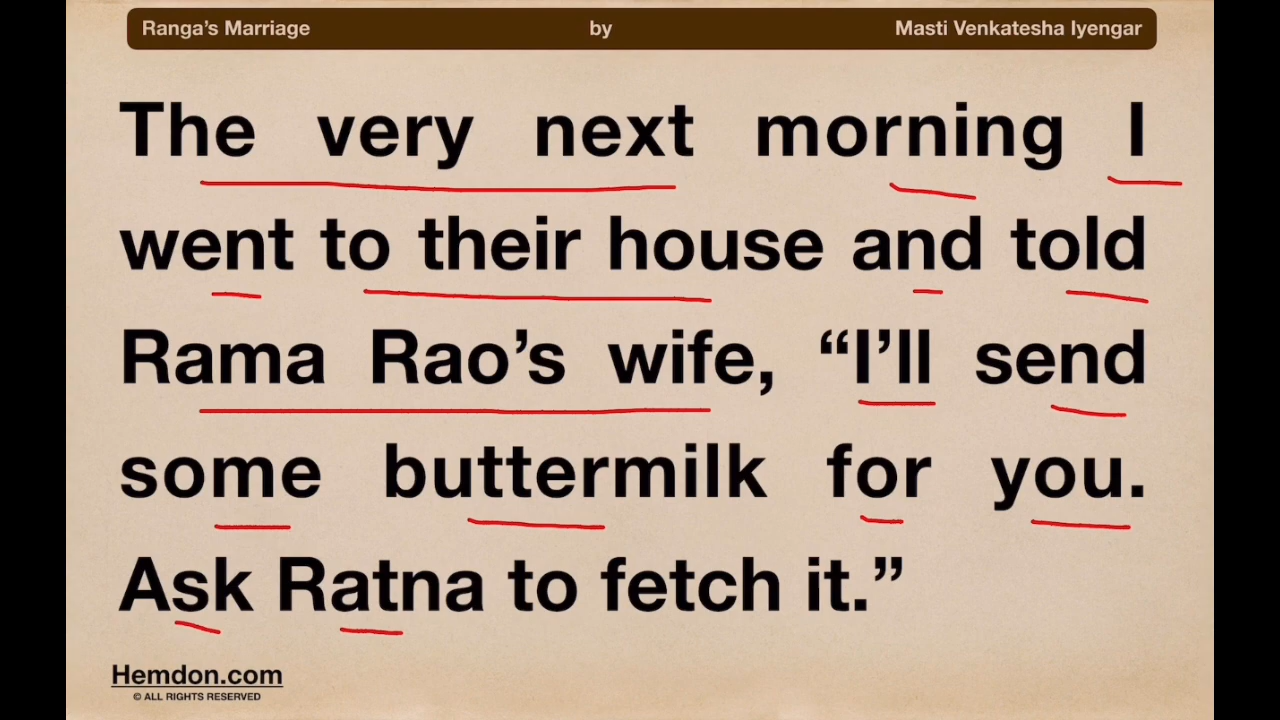 Ranga’s Marriage by Masti Venkatesha Iyengar
The very next morning I
went to their house and told
Rama Rao’s wife, “I’ll send
some buttermilk for you.
Ask Ratna to fetch it.”
Hemdon.com
© ALL RIGHTS RESERVED